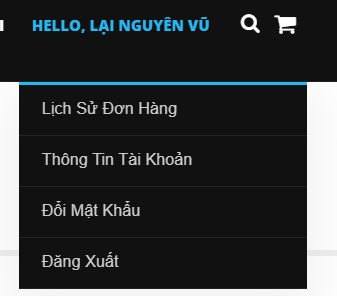 HELLO, LẠI NGUYÊN VŨ
Lịch Sử Đơn Hàng
Thông Tin Tài Khoản
Đổi Mật Khẩu
Đăng Xuất